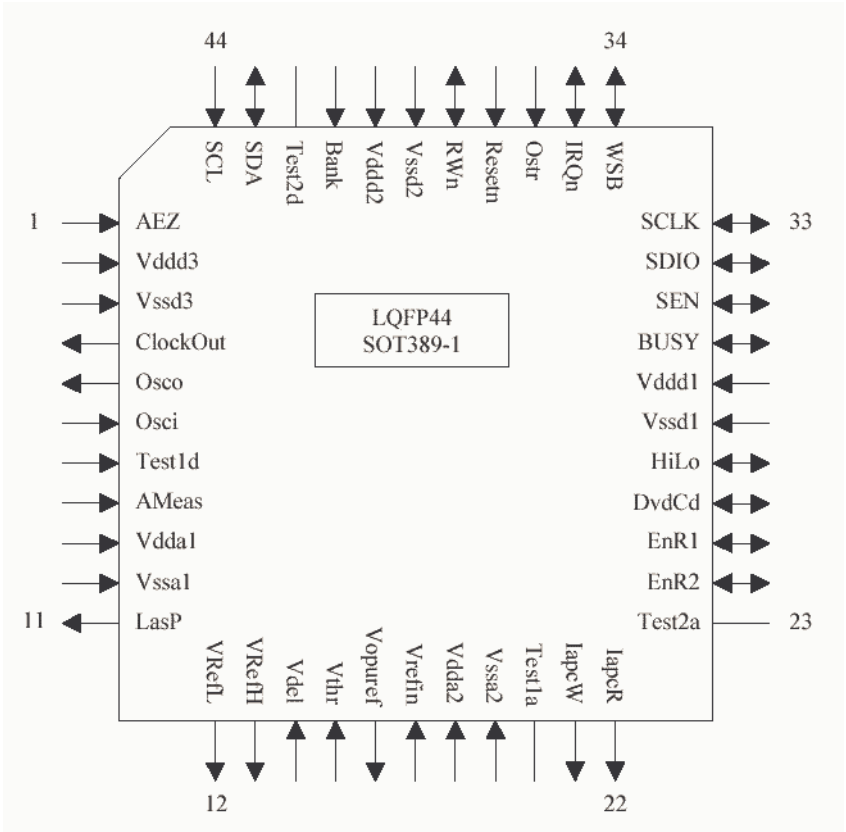 44
34
SCL
SDA
Test2d
Bank
Vddd2
Vssd2
RWn
Resetn
Ostr
IRQn
WSB
1
AEZ
SCLK
33
Vddd3
SDIO
Vssd3
SEN
LQFP44
SOT389-1
ClockOut
BUSY
Osco
Vddd1
Osci
Vssd1
Test1d
HiLo
AMeas
DvdCd
Vdda1
EnR1
Vssa1
EnR2
11
LasP
Test2a
23
VRefL
VRefH
Vdel
Vthr
Vopuref
Vrefin
Vdda2
Vssa2
Test1a
IapcW
IapcR
12
22